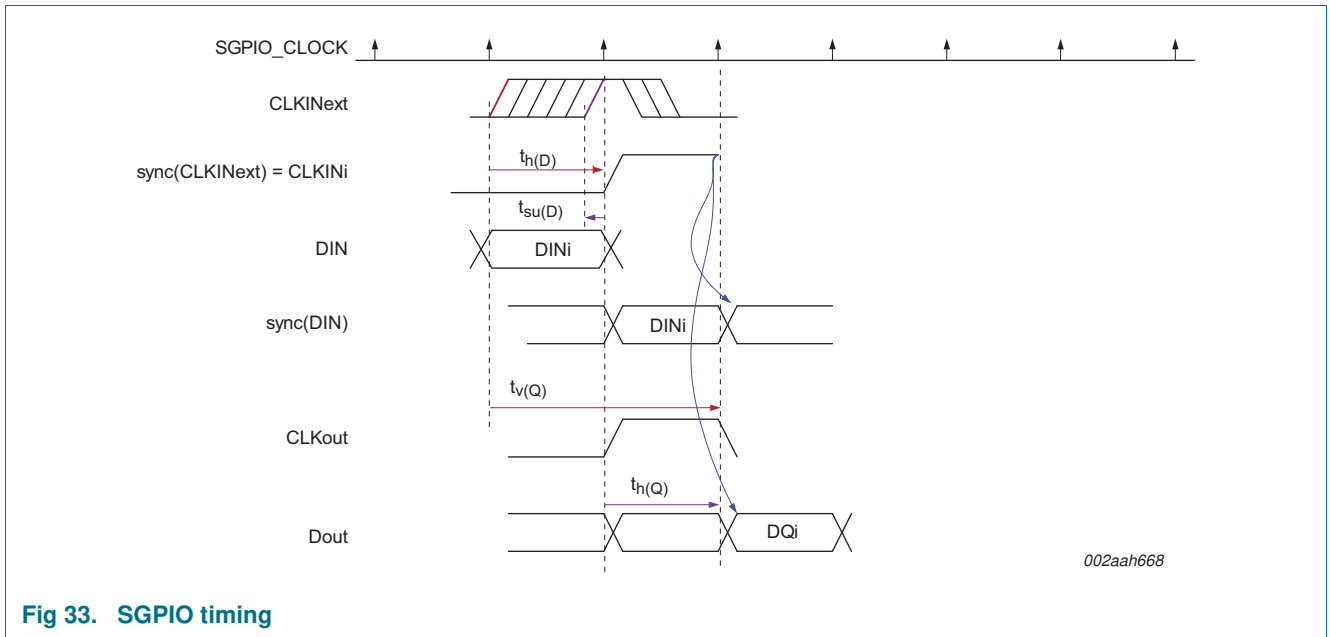 SGPIO_CLOCK
CLKINext
sync(CLKINext) = CLKINi
th(D)
tsu(D)
DIN
DINi
sync(DIN)
DINi
tv(Q)
CLKout
th(Q)
Dout
DQi
002aah668
Fig 33. SGPIO timing